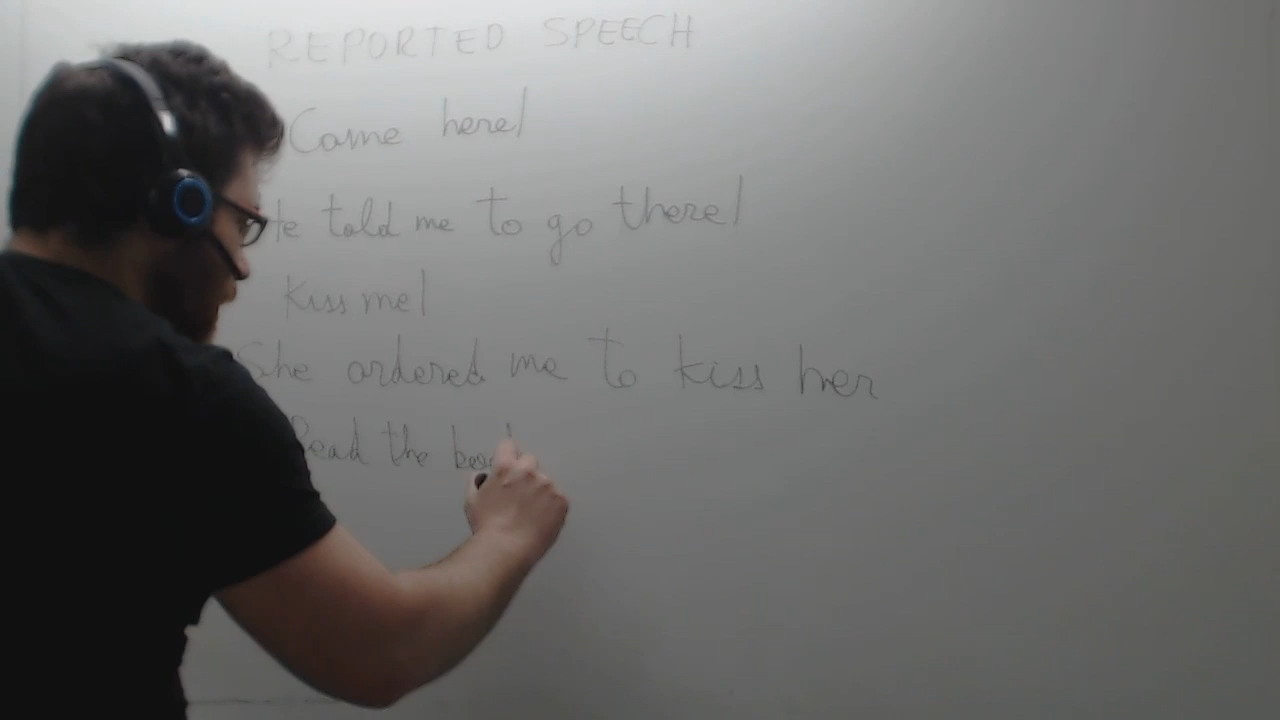 REPORTED SPEECH
Come here!
He told me to go there!
Kiss me!
She ordered me to kiss her
Read the